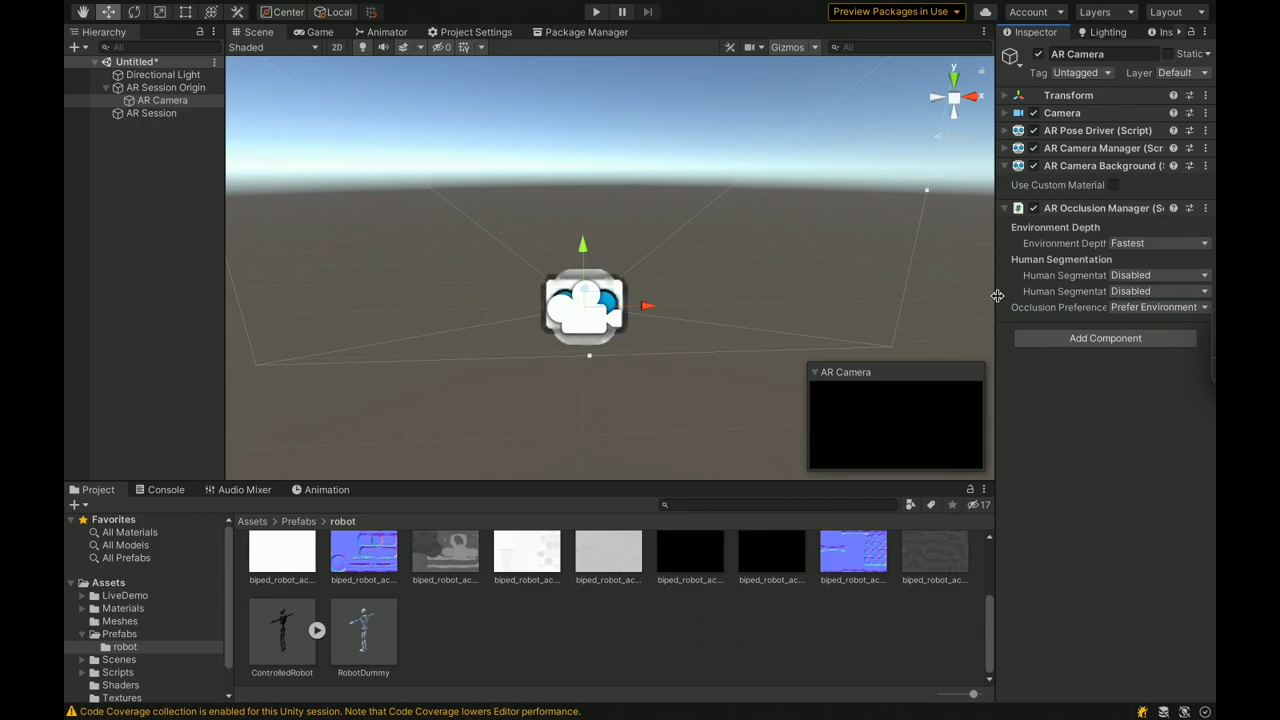 Center Local Preview Packages in Use Account Layers Layout
Hierarchy Scene Game Animator Project Settings Package Manager Inspector Lighting Ins
All Shaded 2D 0 Gizmos All AR Camera Static
Untitled*
Directional Light
AR Session Origin
AR Camera
AR Session
y
x
Tag Untagged Layer Default
Transform
Camera
AR Pose Driver (Script)
AR Camera Manager (Scr
AR Camera Background (
Use Custom Material
AR Occlusion Manager (S
Environment Depth
Environment Depth Fastest
Human Segmentation
Human Segmentat Disabled
Human Segmentat Disabled
Occlusion Preference Prefer Environment
Add Component
AR Camera
Project Console Audio Mixer Animation
17
Favorites
All Materials
All Models
All Prefabs
Assets
LiveDemo
Materials
Meshes
Prefabs
robot
Scenes
Scripts
Shaders
Textures
Assets Prefabs robot
biped_robot_ac... biped_robot_ac... biped_robot_ac... biped_robot_ac... biped_robot_ac... biped_robot_ac... biped_robot_ac... biped_robot_ac... biped_robot_ac...
ControlledRobot RobotDummy
Code Coverage collection is enabled for this Unity session. Note that Code Coverage lowers Editor performance.